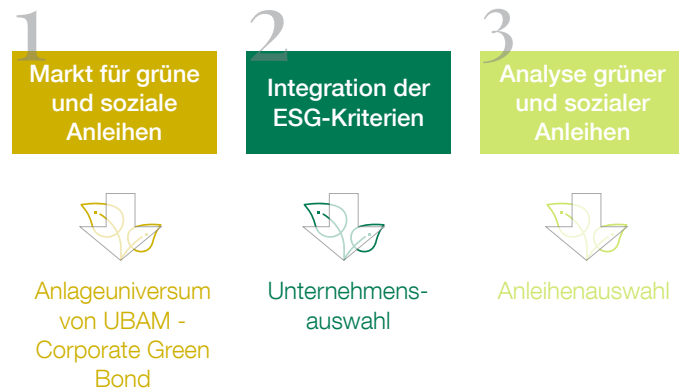 1
Markt für grüne
und soziale
Anleihen
Anlageuniversum
von UBAM -
Corporate Green
Bond
2
Integration der
ESG-Kriterien
Unternehmens-
auswahl
3
Analyse grüner
und sozialer
Anleihen
Anleihenauswahl